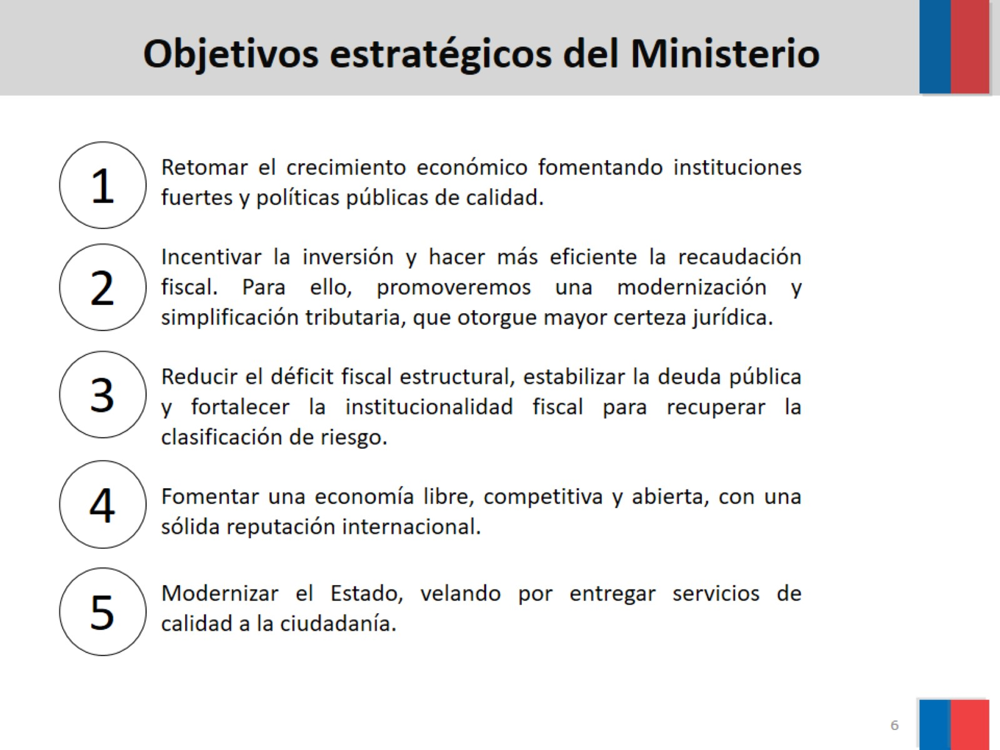 Objetivos estratégicos del Ministerio
1
Retomar el crecimiento económico fomentando instituciones
fuertes y políticas públicas de calidad.
2
Incentivar la inversión y hacer más eficiente la recaudación
fiscal. Para ello, promoveremos una modernización y
simplificación tributaria, que otorgue mayor certeza jurídica.
3
Reducir el déficit fiscal estructural, estabilizar la deuda pública
y fortalecer la institucionalidad fiscal para recuperar la
clasificación de riesgo.
4
Fomentar una economía libre, competitiva y abierta, con una
sólida reputación internacional.
5
Modernizar el Estado, velando por entregar servicios de
calidad a la ciudadanía.
6